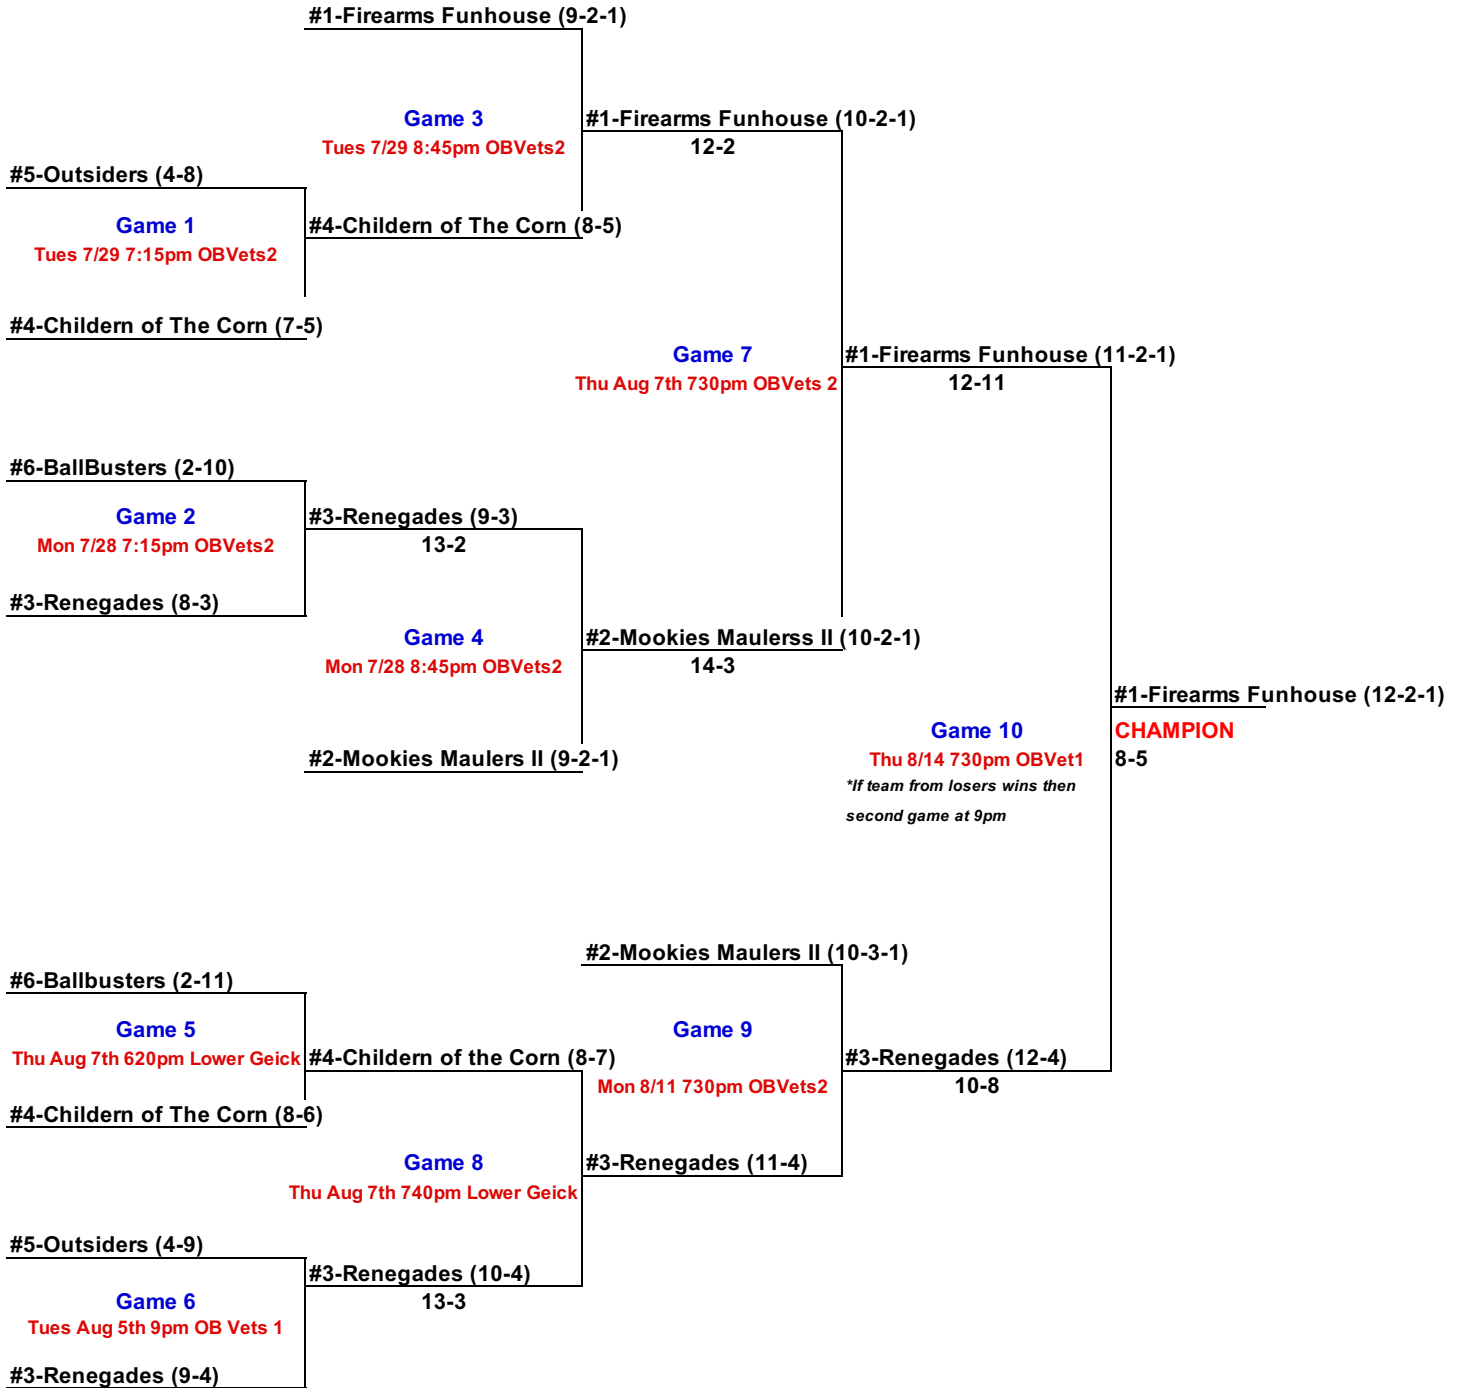 #1-Firearms Funhouse (9-2-1)
Game 3
#1-Firearms Funhouse (10-2-1)
Tues 7/29 8:45pm OBVets2
12-2
#5-Outsiders (4-8)
Game 1
#4-Childern of The Corn (8-5)
Tues 7/29 7:15pm OBVets2
#4-Childern of The Corn (7-5)
Game 7
#1-Firearms Funhouse (11-2-1)
Thu Aug 7th 730pm OBVets 2
12-11
#6-BallBusters (2-10)
Game 2
#3-Renegades (9-3)
Mon 7/28 7:15pm OBVets2
13-2
#3-Renegades (8-3)
Game 4
#2-Mookies Maulerss II (10-2-1)
Mon 7/28 8:45pm OBVets2
14-3
#1-Firearms Funhouse (12-2-1)
Game 10
CHAMPION
#2-Mookies Maulers II (9-2-1)
Thu 8/14 730pm OBVet1
8-5
*If team from losers wins then
second game at 9pm
#2-Mookies Maulers II (10-3-1)
#6-Ballbusters (2-11)
Game 5
Game 9
Thu Aug 7th 620pm Lower Geick
#4-Childern of the Corn (8-7)
#3-Renegades (12-4)
Mon 8/11 730pm OBVets2
10-8
#4-Childern of The Corn (8-6)
Game 8
#3-Renegades (11-4)
Thu Aug 7th 740pm Lower Geick
#5-Outsiders (4-9)
#3-Renegades (10-4)
Game 6
13-3
Tues Aug 5th 9pm OB Vets 1
#3-Renegades (9-4)